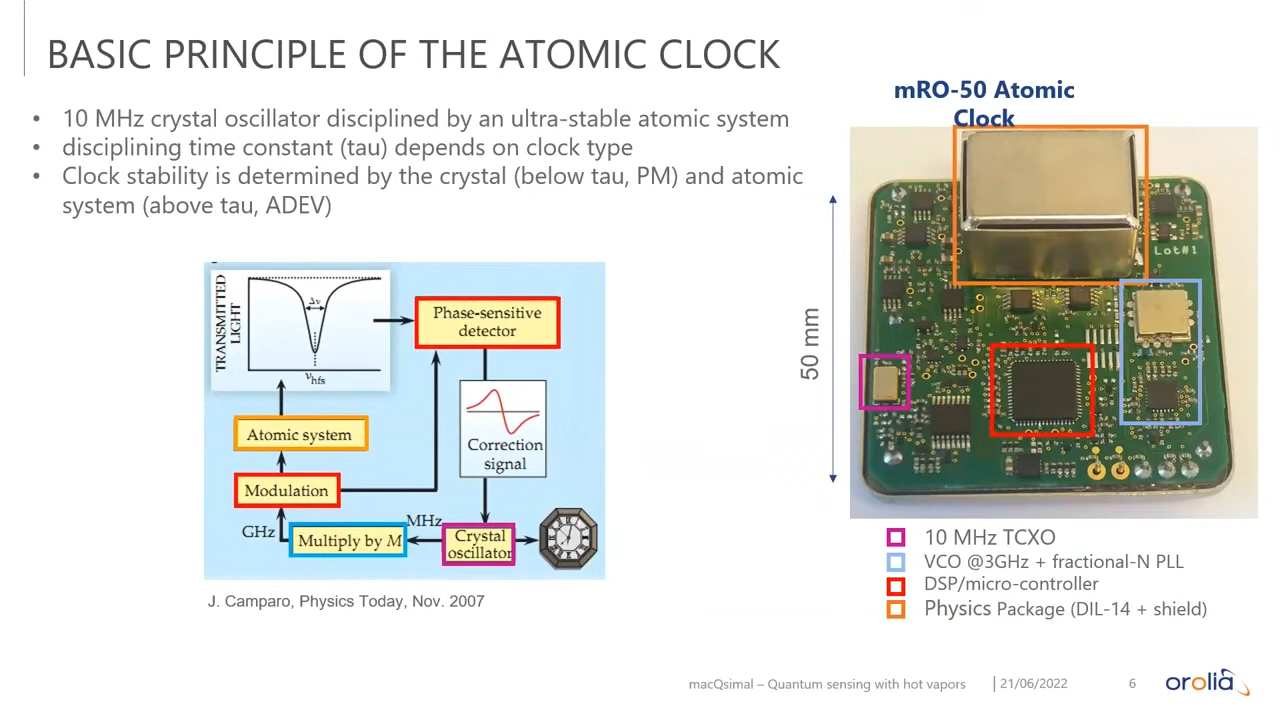 BASIC PRINCIPLE OF THE ATOMIC CLOCK
• 10 MHz crystal oscillator disciplined by an ultra-stable atomic system
• disciplining time constant (tau) depends on clock type
• Clock stability is determined by the crystal (below tau, PM) and atomic
system (above tau, ADEV)
mRO-50 Atomic
Clock
50 mm
Lot#1
TRANSMITTED
LIGHT
Δν
νhfs
Phase-sensitive
detector
Correction
signal
Atomic system
Modulation
GHz
Multiply by M
MHz
Crystal
oscillator
J. Camparo, Physics Today, Nov. 2007
10 MHz TCXO
VCO @3GHz + fractional-N PLL
DSP/micro-controller
Physics Package (DIL-14 + shield)
macQsimal – Quantum sensing with hot vapors
| 21/06/2022
6
orolia